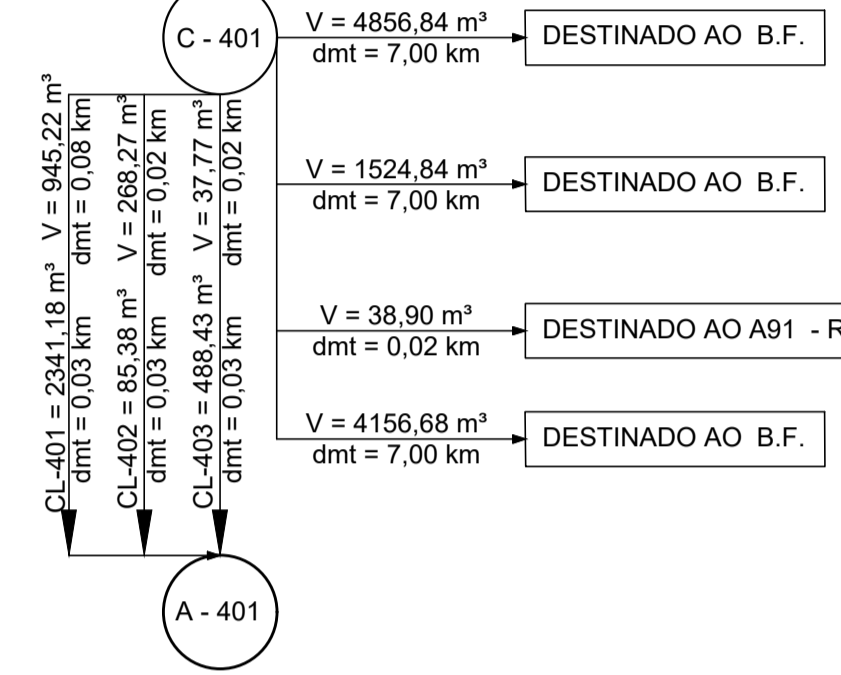 C - 401
V = 4856,84 m³
dmt = 7,00 km
DESTINADO AO B.F.
V = 1524,84 m³
dmt = 7,00 km
DESTINADO AO B.F.
V = 38,90 m³
dmt = 0,02 km
DESTINADO AO A91 - R
V = 4156,68 m³
dmt = 7,00 km
DESTINADO AO B.F.
CL-401 = 2341,18 m³ V = 945,22 m³
dmt = 0,03 km dmt = 0,08 km
CL-402 = 85,38 m³ V = 268,27 m³
dmt = 0,03 km dmt = 0,02 km
CL-403 = 488,43 m³ V = 37,77 m³
dmt = 0,03 km dmt = 0,02 km
A - 401